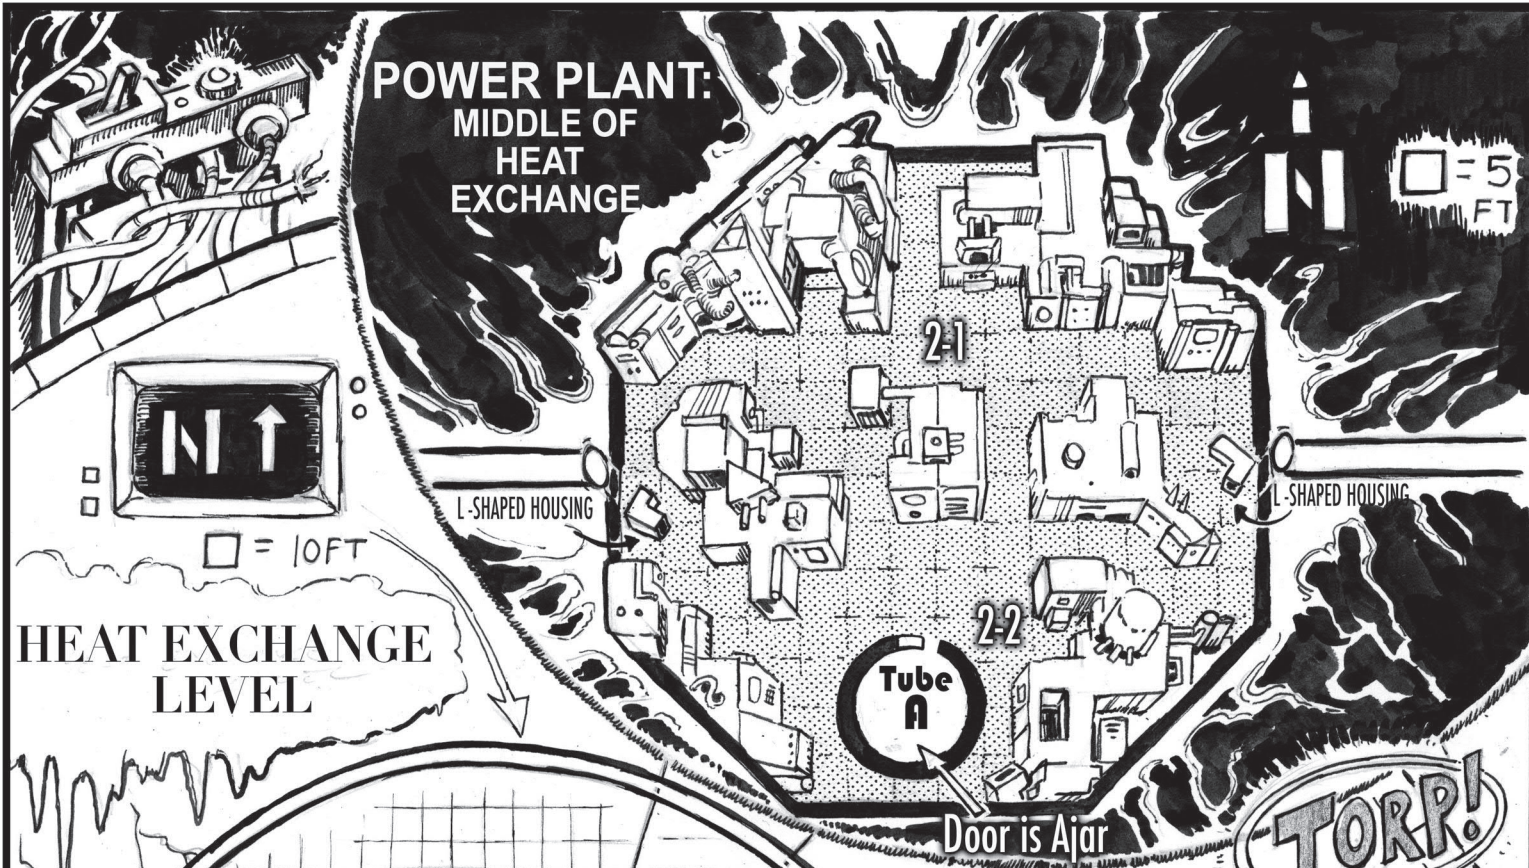 POWER PLANT:
MIDDLE OF
HEAT
EXCHANGE
N
□ = 5
FT
2-1
N ↑
L-SHAPED HOUSING
L-SHAPED HOUSING
□ = 10FT
2-2
HEAT EXCHANGE
LEVEL
Tube
A
Door is Ajar
TORP!